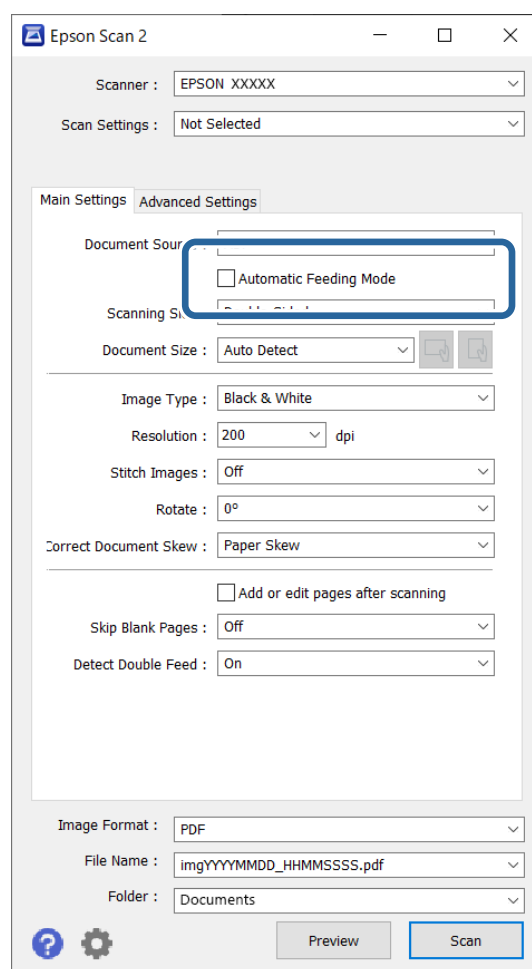 Epson Scan 2
Scanner : EPSON XXXXX
Scan Settings : Not Selected
Main Settings Advanced Settings
Document
Automatic Feeding Mode
Scanning
Document Size : Auto Detect
Image Type : Black & White
Resolution : 200 dpi
Stitch Images : Off
Rotate : 0°
Correct Document Skew : Paper Skew
Add or edit pages after scanning
Skip Blank Pages : Off
Detect Double Feed : On
Image Format : PDF
File Name : imgYYYYMMDD_HHMMSSSS.pdf
Folder : Documents
? Preview Scan